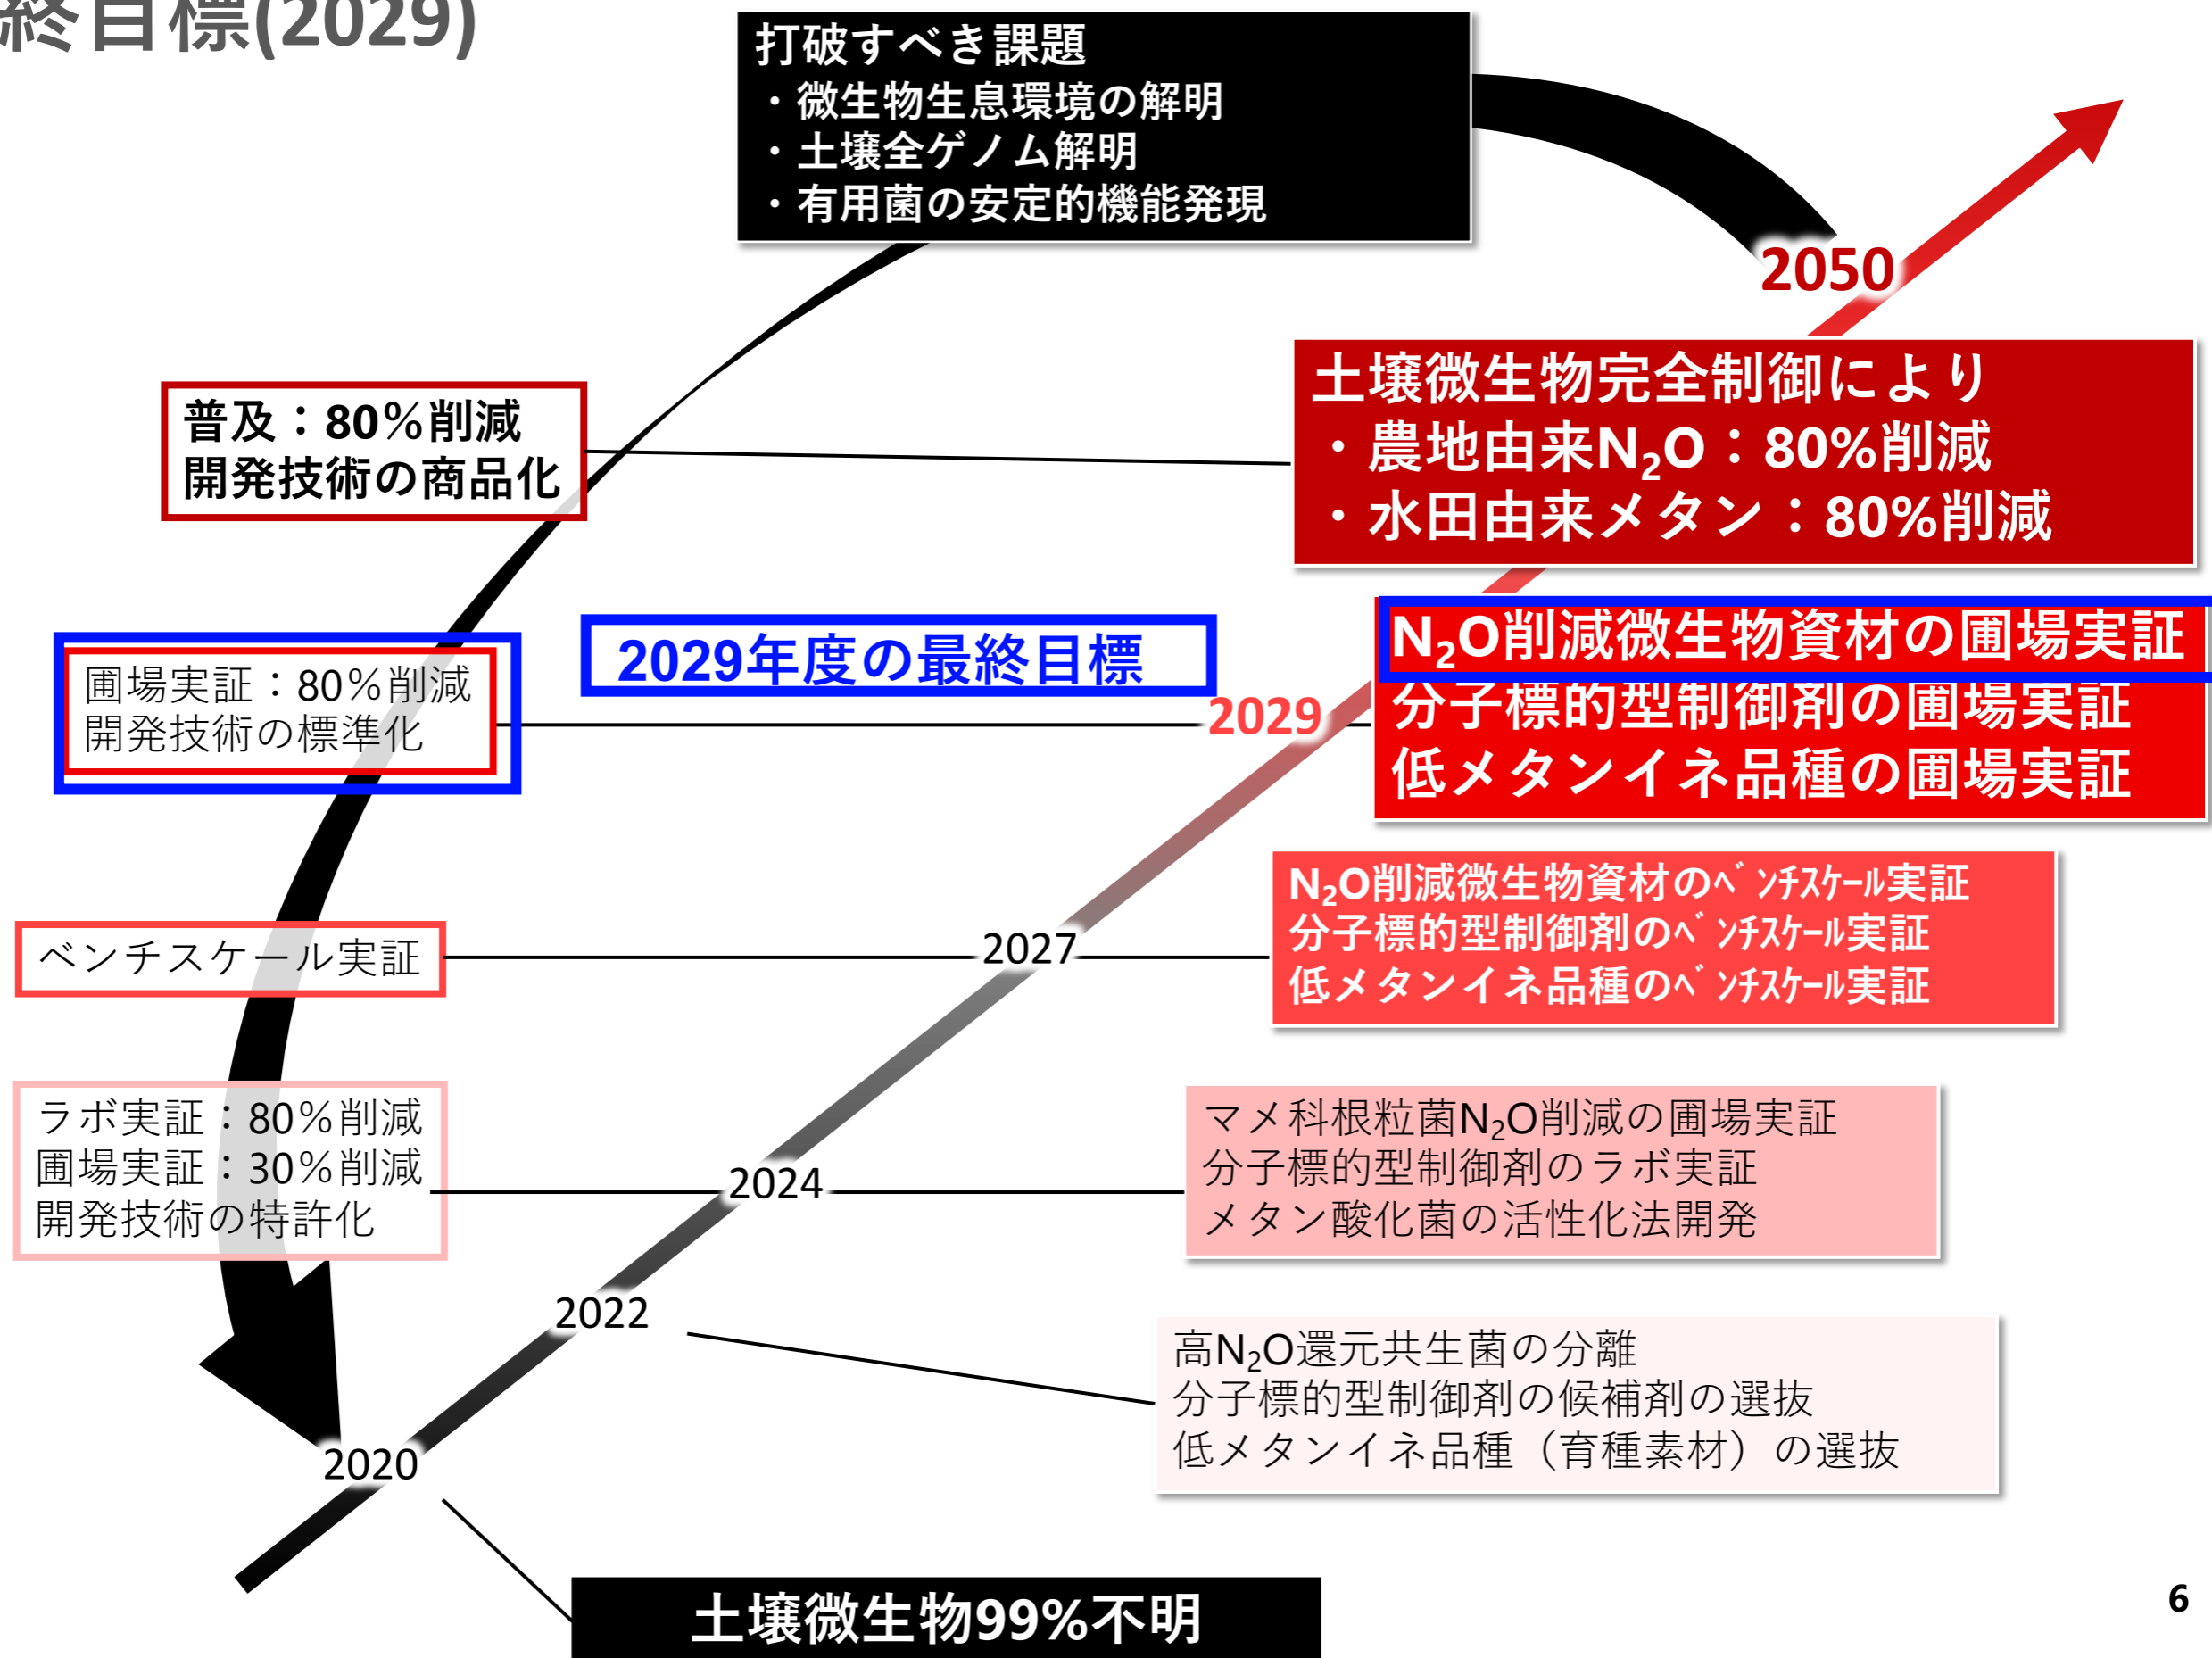 終目標(2029)
打破すべき課題
・微生物生息環境の解明
・土壌全ゲノム解明
・有用菌の安定的機能発現
2050
普及：80％削減
開発技術の商品化
土壌微生物完全制御により
・農地由来N₂O：80%削減
・水田由来メタン：80%削減
圃場実証：80％削減
開発技術の標準化
2029年度の最終目標
2029
N₂O削減微生物資材の圃場実証
分子標的型制御剤の圃場実証
低メタンイネ品種の圃場実証
ベンチスケール実証
2027
N₂O削減微生物資材のﾍﾞﾝﾁｽｹｰﾙ実証
分子標的型制御剤のﾍﾞﾝﾁｽｹｰﾙ実証
低メタンイネ品種のﾍﾞﾝﾁｽｹｰﾙ実証
ラボ実証：80％削減
圃場実証：30％削減
開発技術の特許化
2024
マメ科根粒菌N₂O削減の圃場実証
分子標的型制御剤のラボ実証
メタン酸化菌の活性化法開発
2022
高N₂O還元共生菌の分離
分子標的型制御剤の候補剤の選抜
低メタンイネ品種（育種素材）の選抜
2020
土壌微生物99%不明
6